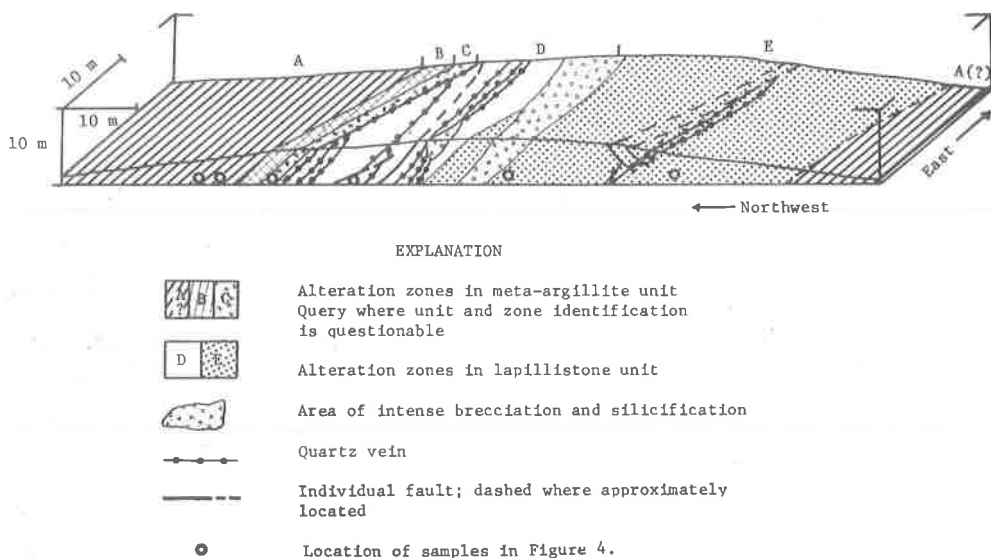 A
B
C
D
E
A(?)
10 m
10 m
10 m
East
Northwest
EXPLANATION
B
Alteration zones in meta-argillite unit
Query where unit and zone identification
is questionable
D E
Alteration zones in lapillistone unit
Area of intense brecciation and silicification
Quartz vein
Individual fault; dashed where approximately
located
Location of samples in Figure 4.